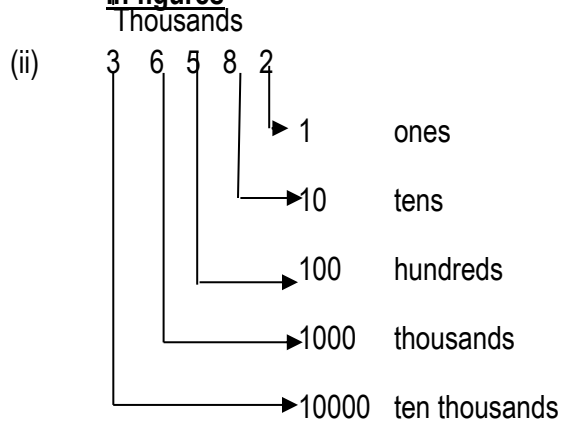 In figures
Thousands
(ii) 3 6 5 8 2
1 ones
10 tens
100 hundreds
1000 thousands
10000 ten thousands